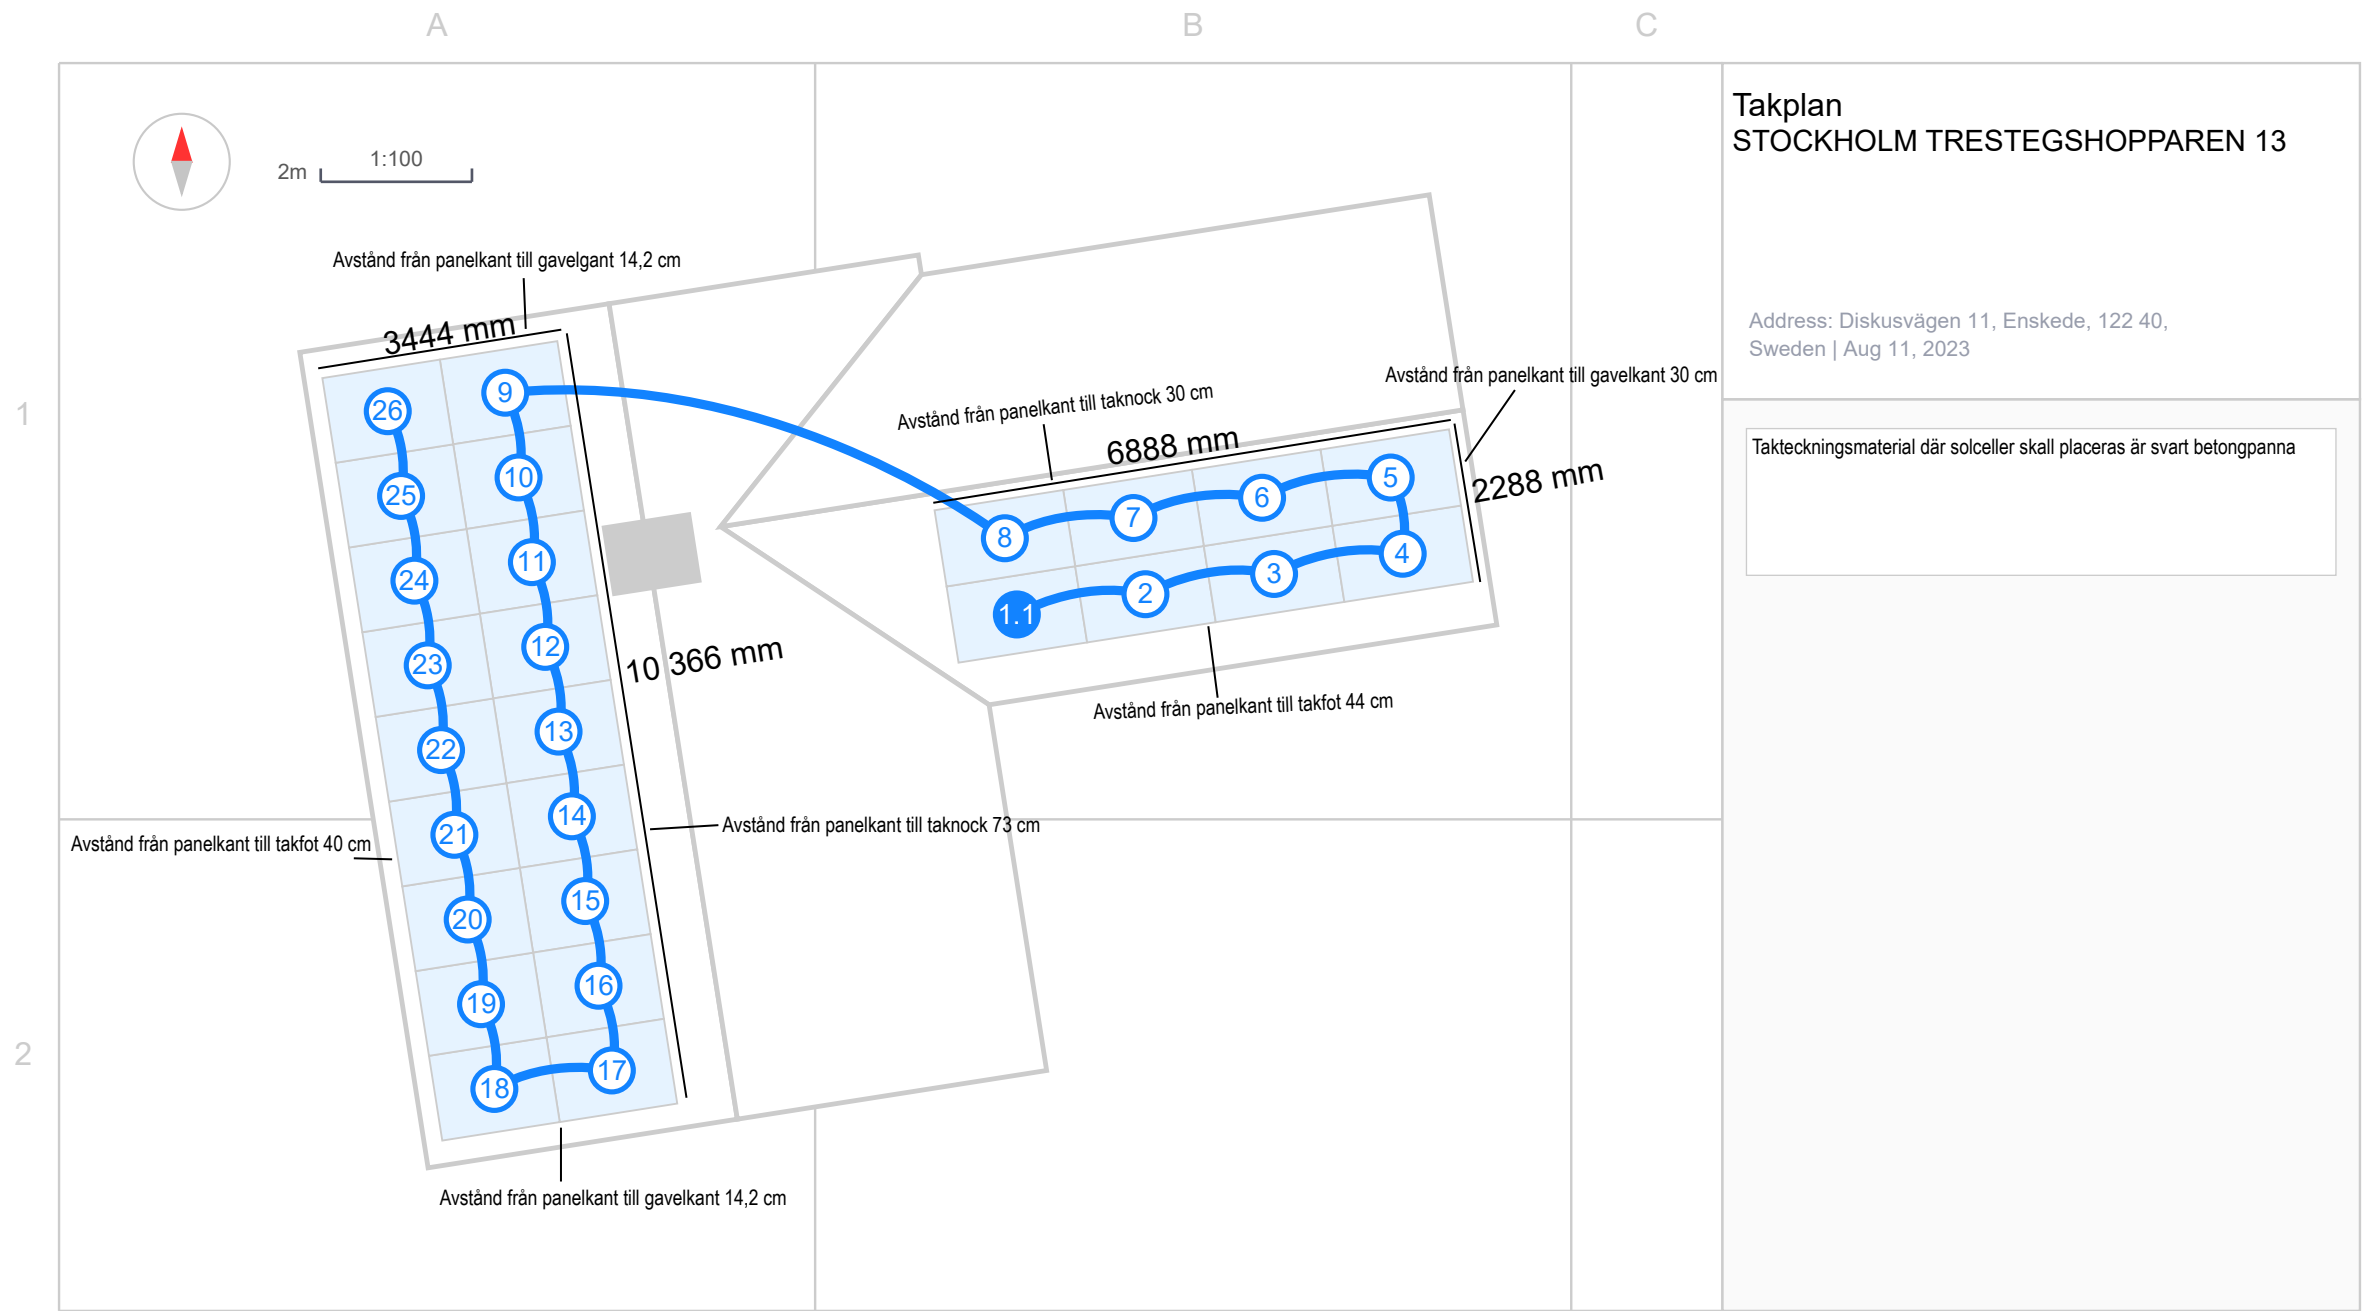 A
B
C
1
2
2m
1:100
Takplan
STOCKHOLM TRESTEGSHOPPAREN 13
Address: Diskusvägen 11, Enskede, 122 40,
Sweden | Aug 11, 2023
Takteckningsmaterial där solceller skall placeras är svart betongpanna
Avstånd från panelkant till gavelgant 14,2 cm
3444 mm
Avstånd från panelkant till gavelkant 30 cm
Avstånd från panelkant till taknock 30 cm
6888 mm
2288 mm
10 366 mm
Avstånd från panelkant till takfot 44 cm
Avstånd från panelkant till taknock 73 cm
Avstånd från panelkant till takfot 40 cm
Avstånd från panelkant till gavelkant 14,2 cm
1.1
2
3
4
5
6
7
8
9
10
11
12
13
14
15
16
17
18
19
20
21
22
23
24
25
26